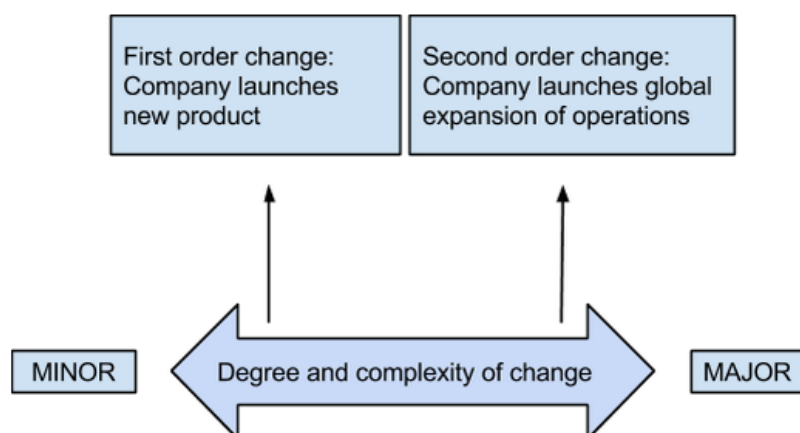 First order change:
Company launches
new product
Second order change:
Company launches global
expansion of operations
MINOR
Degree and complexity of change
MAJOR